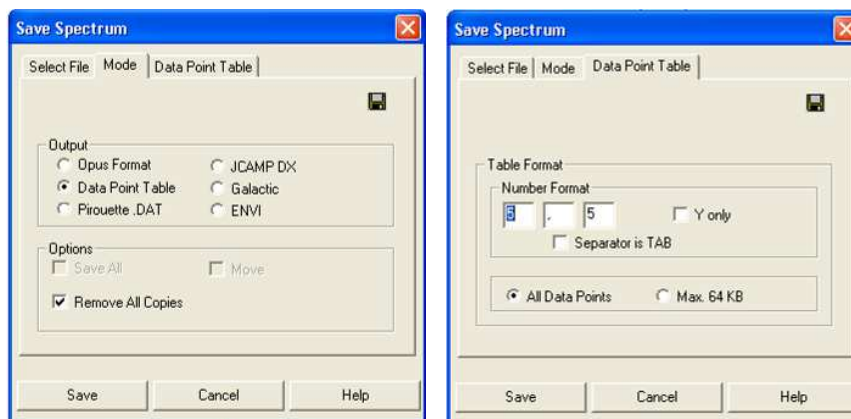 Save Spectrum
Select File Mode Data Point Table
Output
Opus Format JCAMP DX
Data Point Table Galactic
Pirouette .DAT ENVI
Options
Save All Move
Remove All Copies
Save Cancel Help
Save Spectrum
Select File Mode Data Point Table
Table Format
Number Format
5 . 5 Y only
Separator is TAB
All Data Points Max. 64 KB
Save Cancel Help